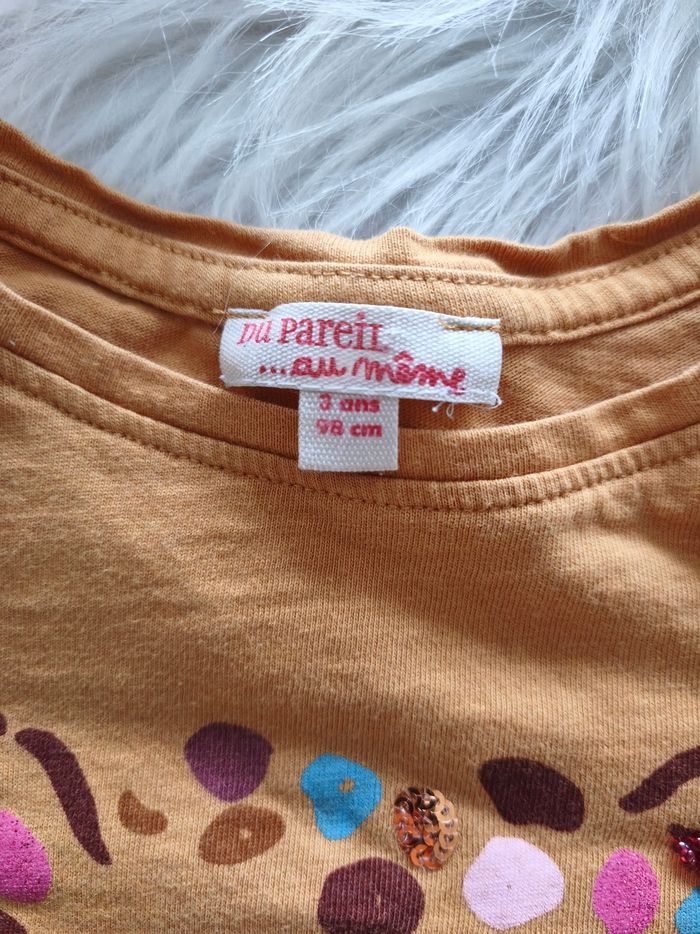 DU PaReiL
...au même
3 ans
98 cm